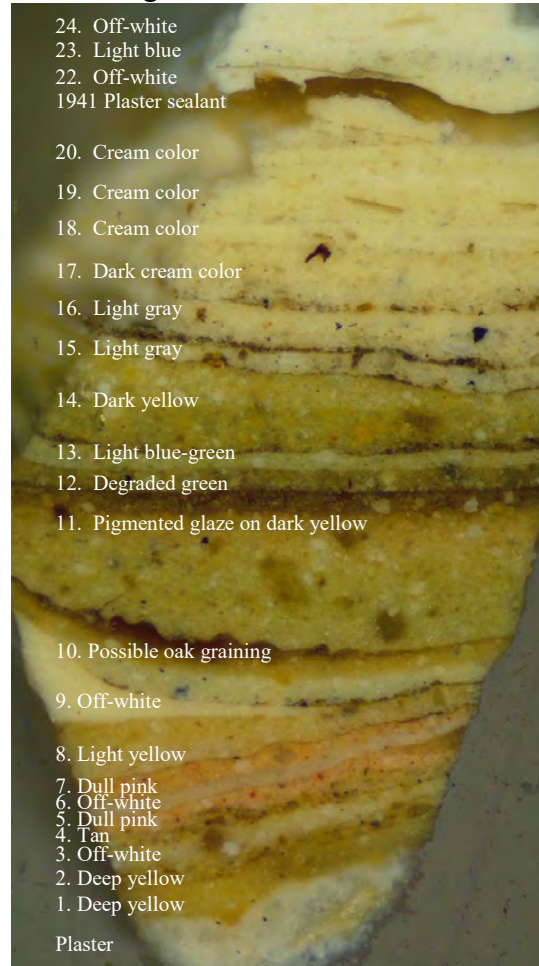 24. Off-white
23. Light blue
22. Off-white
1941 Plaster sealant
20. Cream color
19. Cream color
18. Cream color
17. Dark cream color
16. Light gray
15. Light gray
14. Dark yellow
13. Light blue-green
12. Degraded green
11. Pigmented glaze on dark yellow
10. Possible oak graining
9. Off-white
8. Light yellow
7. Dull pink
6. Off-white
5. Dull pink
4. Tan
3. Off-white
2. Deep yellow
1. Deep yellow
Plaster